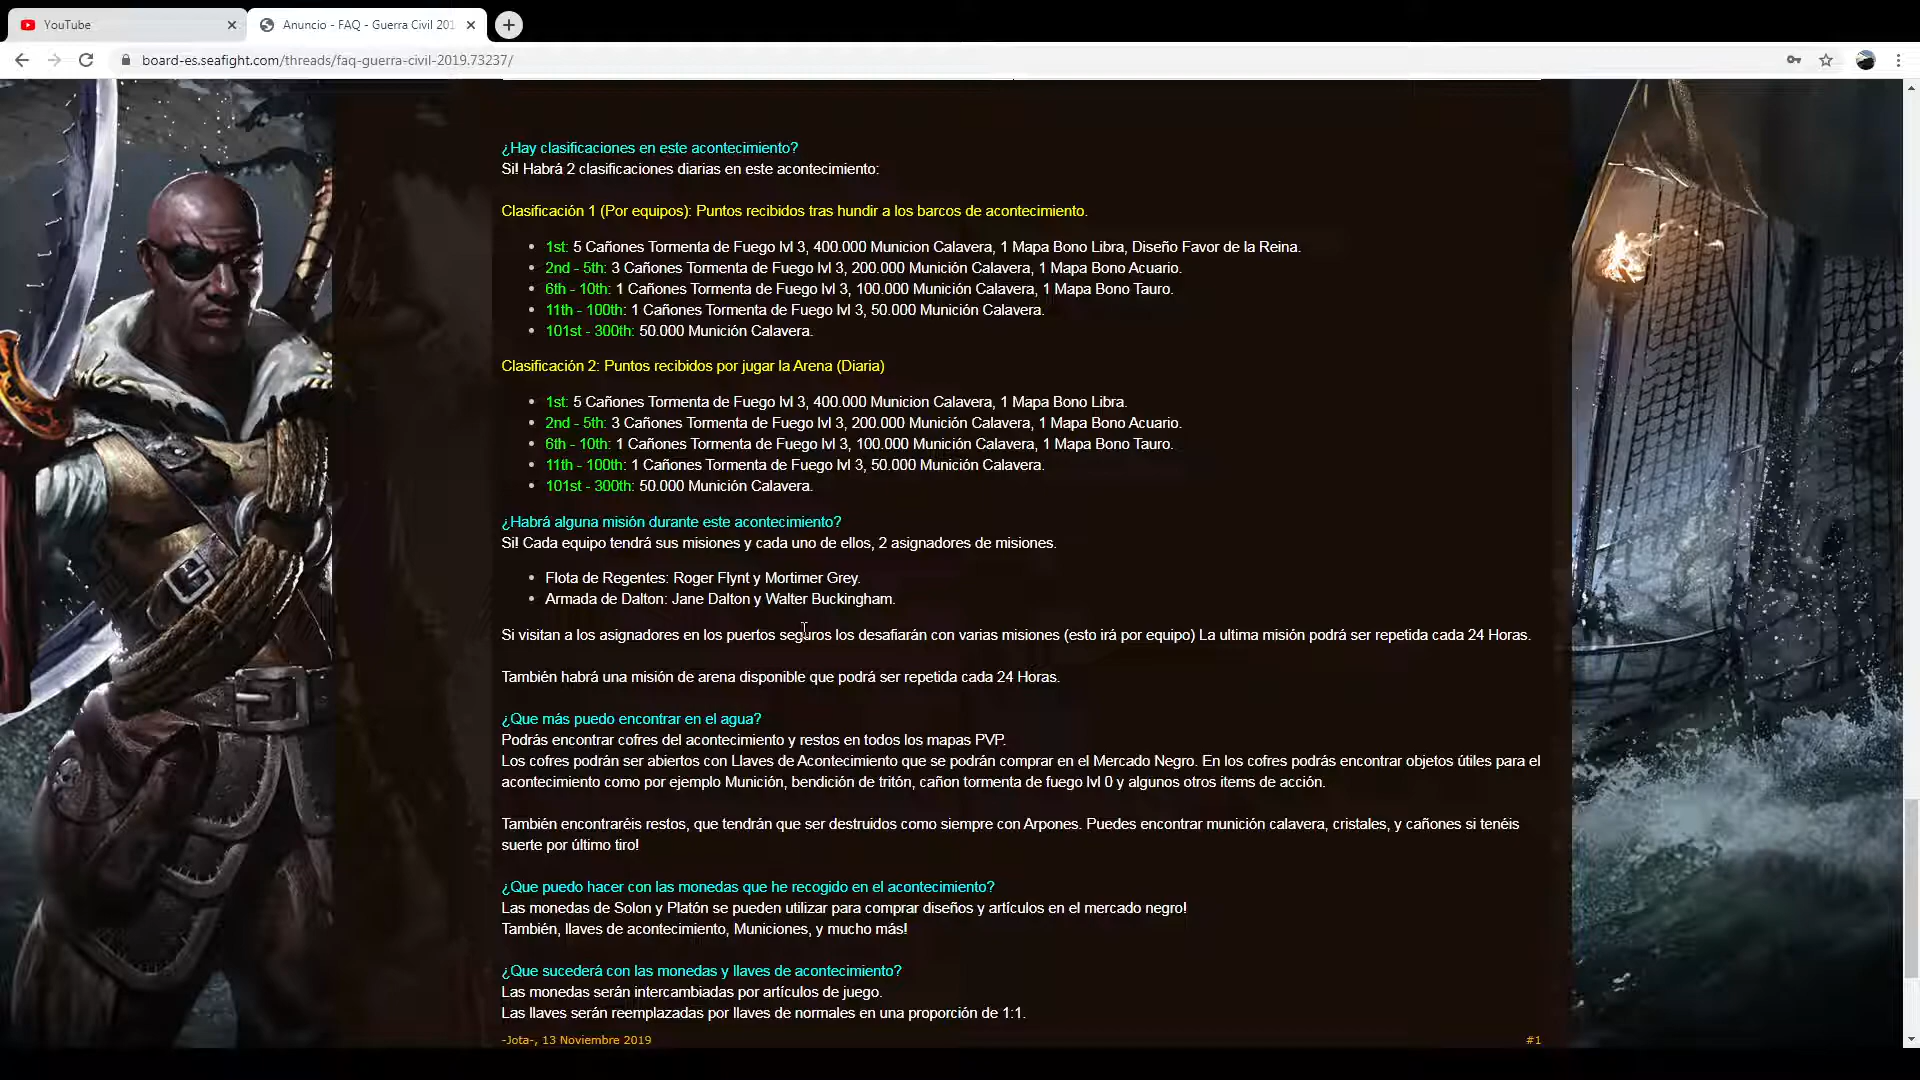 YouTube
Anuncio - FAQ - Guerra Civil 201
board-es.seafight.com/threads/faq-guerra-civil-2019.73237/
¿Hay clasificaciones en este acontecimiento?
Si! Habrá 2 clasificaciones diarias en este acontecimiento:
Clasificación 1 (Por equipos): Puntos recibidos tras hundir a los barcos de acontecimiento.
1st: 5 Cañones Tormenta de Fuego lvl 3, 400.000 Municion Calavera, 1 Mapa Bono Libra, Diseño Favor de la Reina.
2nd - 5th: 3 Cañones Tormenta de Fuego lvl 3, 200.000 Munición Calavera, 1 Mapa Bono Acuario.
6th - 10th: 1 Cañones Tormenta de Fuego lvl 3, 100.000 Munición Calavera, 1 Mapa Bono Tauro.
11th - 100th: 1 Cañones Tormenta de Fuego lvl 3, 50.000 Munición Calavera.
101st - 300th: 50.000 Munición Calavera.
Clasificación 2: Puntos recibidos por jugar la Arena (Diaria)
1st: 5 Cañones Tormenta de Fuego lvl 3, 400.000 Municion Calavera, 1 Mapa Bono Libra.
2nd - 5th: 3 Cañones Tormenta de Fuego lvl 3, 200.000 Munición Calavera, 1 Mapa Bono Acuario.
6th - 10th: 1 Cañones Tormenta de Fuego lvl 3, 100.000 Munición Calavera, 1 Mapa Bono Tauro.
11th - 100th: 1 Cañones Tormenta de Fuego lvl 3, 50.000 Munición Calavera.
101st - 300th: 50.000 Munición Calavera.
¿Habrá alguna misión durante este acontecimiento?
Si! Cada equipo tendrá sus misiones y cada uno de ellos, 2 asignadores de misiones.
Flota de Regentes: Roger Flynt y Mortimer Grey.
Armada de Dalton: Jane Dalton y Walter Buckingham.
Si visitan a los asignadores en los puertos seguros los desafiarán con varias misiones (esto irá por equipo) La ultima misión podrá ser repetida cada 24 Horas.
También habrá una misión de arena disponible que podrá ser repetida cada 24 Horas.
¿Que más puedo encontrar en el agua?
Podrás encontrar cofres del acontecimiento y restos en todos los mapas PVP.
Los cofres podrán ser abiertos con Llaves de Acontecimiento que se podrán comprar en el Mercado Negro. En los cofres podrás encontrar objetos útiles para el
acontecimiento como por ejemplo Munición, bendición de tritón, cañon tormenta de fuego lvl 0 y algunos otros items de acción.
También encontraréis restos, que tendrán que ser destruidos como siempre con Arpones. Puedes encontrar munición calavera, cristales, y cañones si tenéis
suerte por último tiro!
¿Que puedo hacer con las monedas que he recogido en el acontecimiento?
Las monedas de Solon y Platón se pueden utilizar para comprar diseños y artículos en el mercado negro!
También, llaves de acontecimiento, Municiones, y mucho más!
¿Que sucederá con las monedas y llaves de acontecimiento?
Las monedas serán intercambiadas por artículos de juego.
Las llaves serán reemplazadas por llaves de normales en una proporción de 1:1.
-Jota-, 13 Noviembre 2019
#1